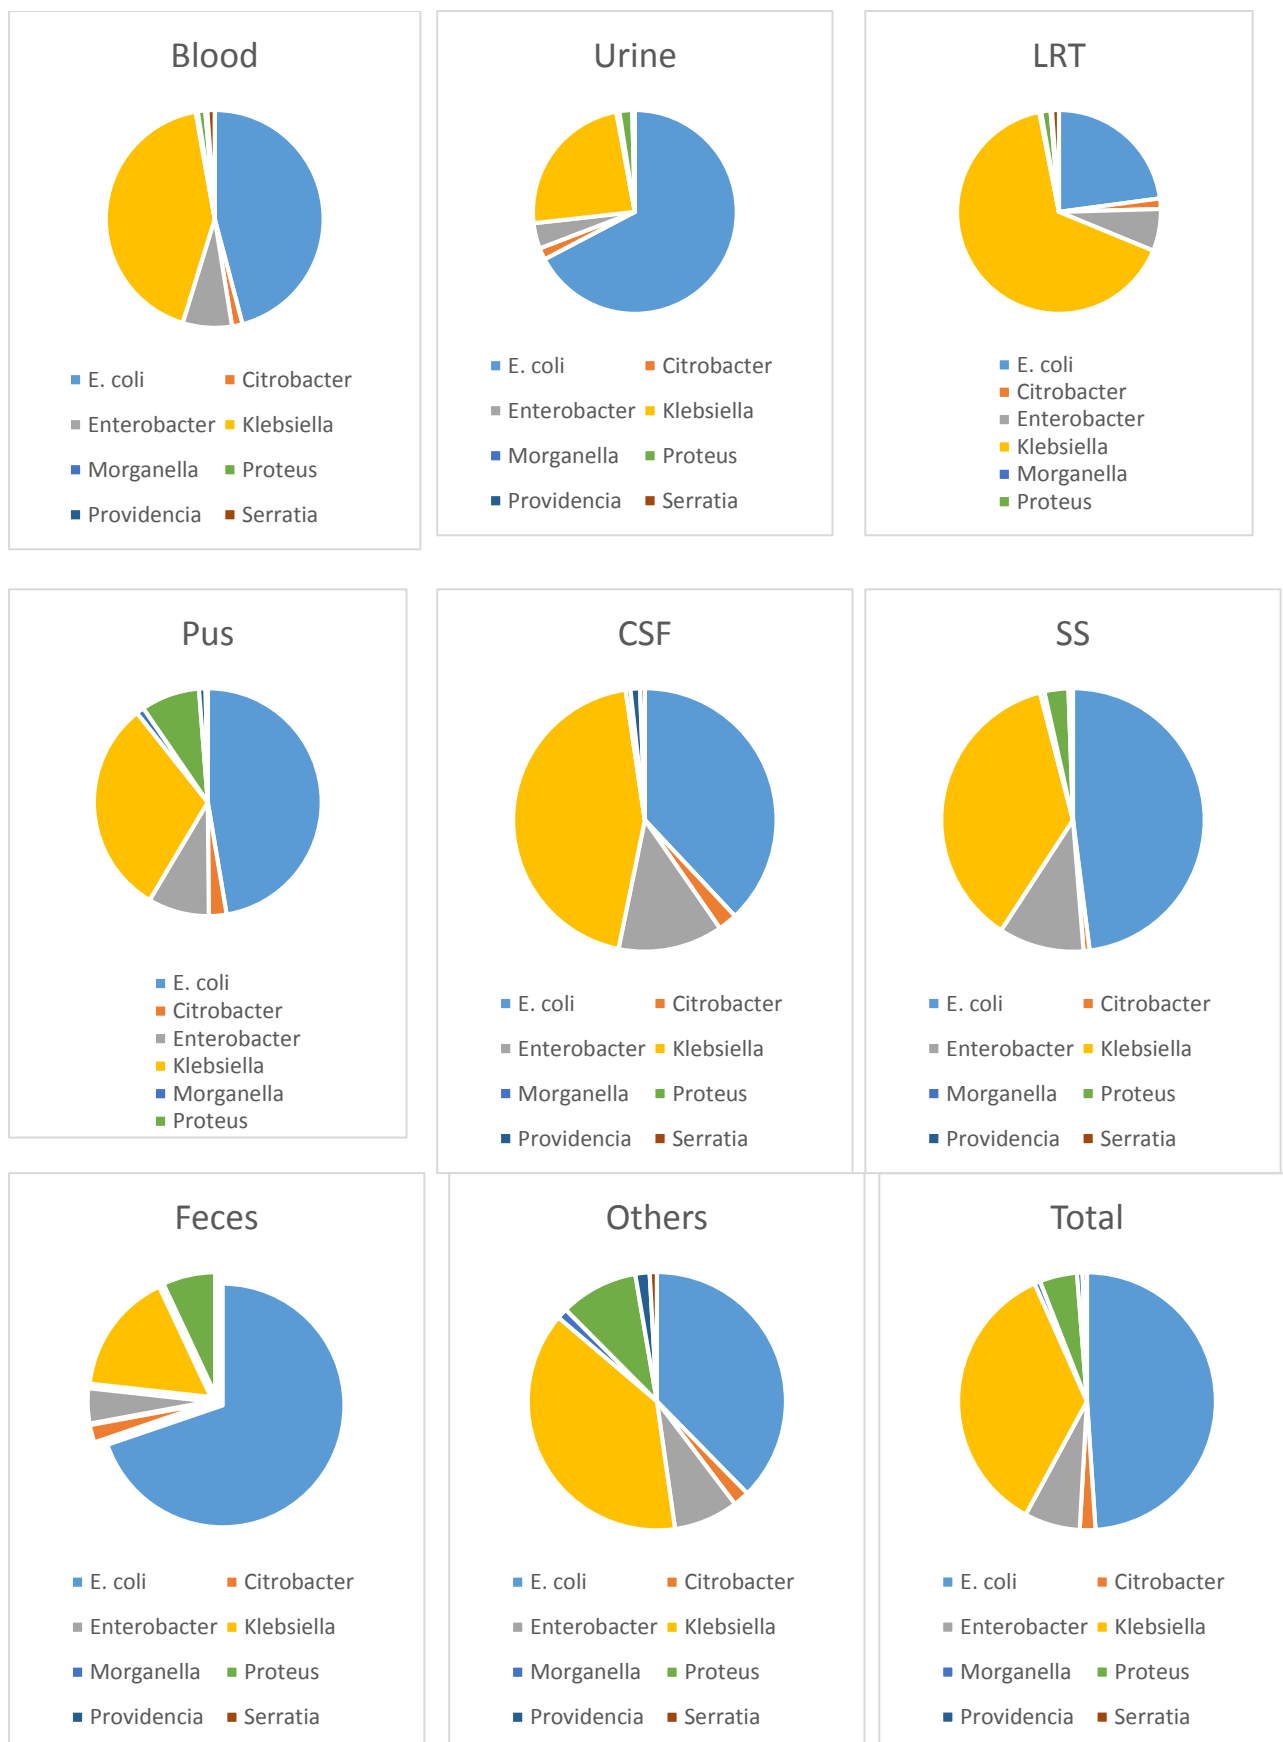 Blood
E. coli Citrobacter
Enterobacter Klebsiella
Morganella Proteus
Providencia Serratia
Urine
E. coli Citrobacter
Enterobacter Klebsiella
Morganella Proteus
Providencia Serratia
LRT
E. coli
Citrobacter
Enterobacter
Klebsiella
Morganella
Proteus
Pus
E. coli
Citrobacter
Enterobacter
Klebsiella
Morganella
Proteus
CSF
E. coli Citrobacter
Enterobacter Klebsiella
Morganella Proteus
Providencia Serratia
SS
E. coli Citrobacter
Enterobacter Klebsiella
Morganella Proteus
Providencia Serratia
Feces
E. coli Citrobacter
Enterobacter Klebsiella
Morganella Proteus
Providencia Serratia
Others
E. coli Citrobacter
Enterobacter Klebsiella
Morganella Proteus
Providencia Serratia
Total
E. coli Citrobacter
Enterobacter Klebsiella
Morganella Proteus
Providencia Serratia